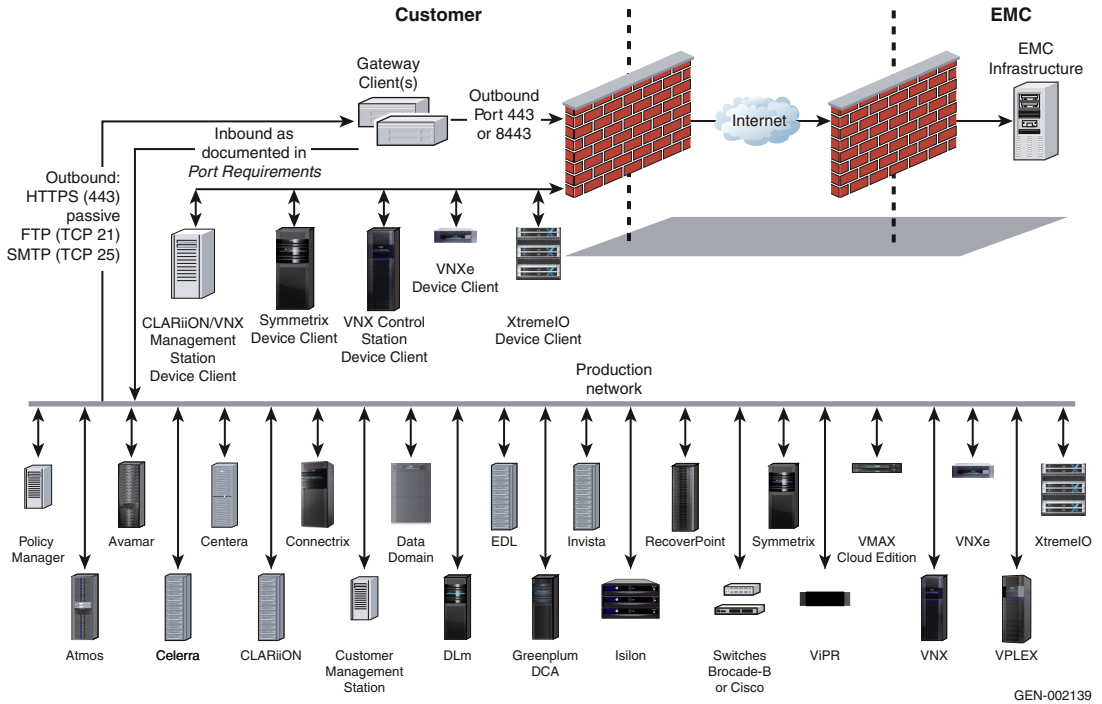 Customer
EMC
Gateway
Client(s)
EMC
Infrastructure
Outbound
Port 443
or 8443
Internet
Inbound as
documented in
Port Requirements
Outbound:
HTTPS (443)
passive
FTP (TCP 21)
SMTP (TCP 25)
CLARiiON/VNX
Management
Station
Device Client
Symmetrix
Device Client
VNX Control
Station
Device Client
VNXe
Device Client
XtremeIO
Device Client
Production
network
Policy
Manager
Avamar
Centera
Connectrix
Data
Domain
EDL
Invista
RecoverPoint
Symmetrix
VMAX
Cloud Edition
VNXe
XtremeIO
Atmos
Celerra
CLARiiON
Customer
Management
Station
DLm
Greenplum
DCA
Isilon
Switches
Brocade-B
or Cisco
ViPR
VNX
VPLEX
GEN-002139